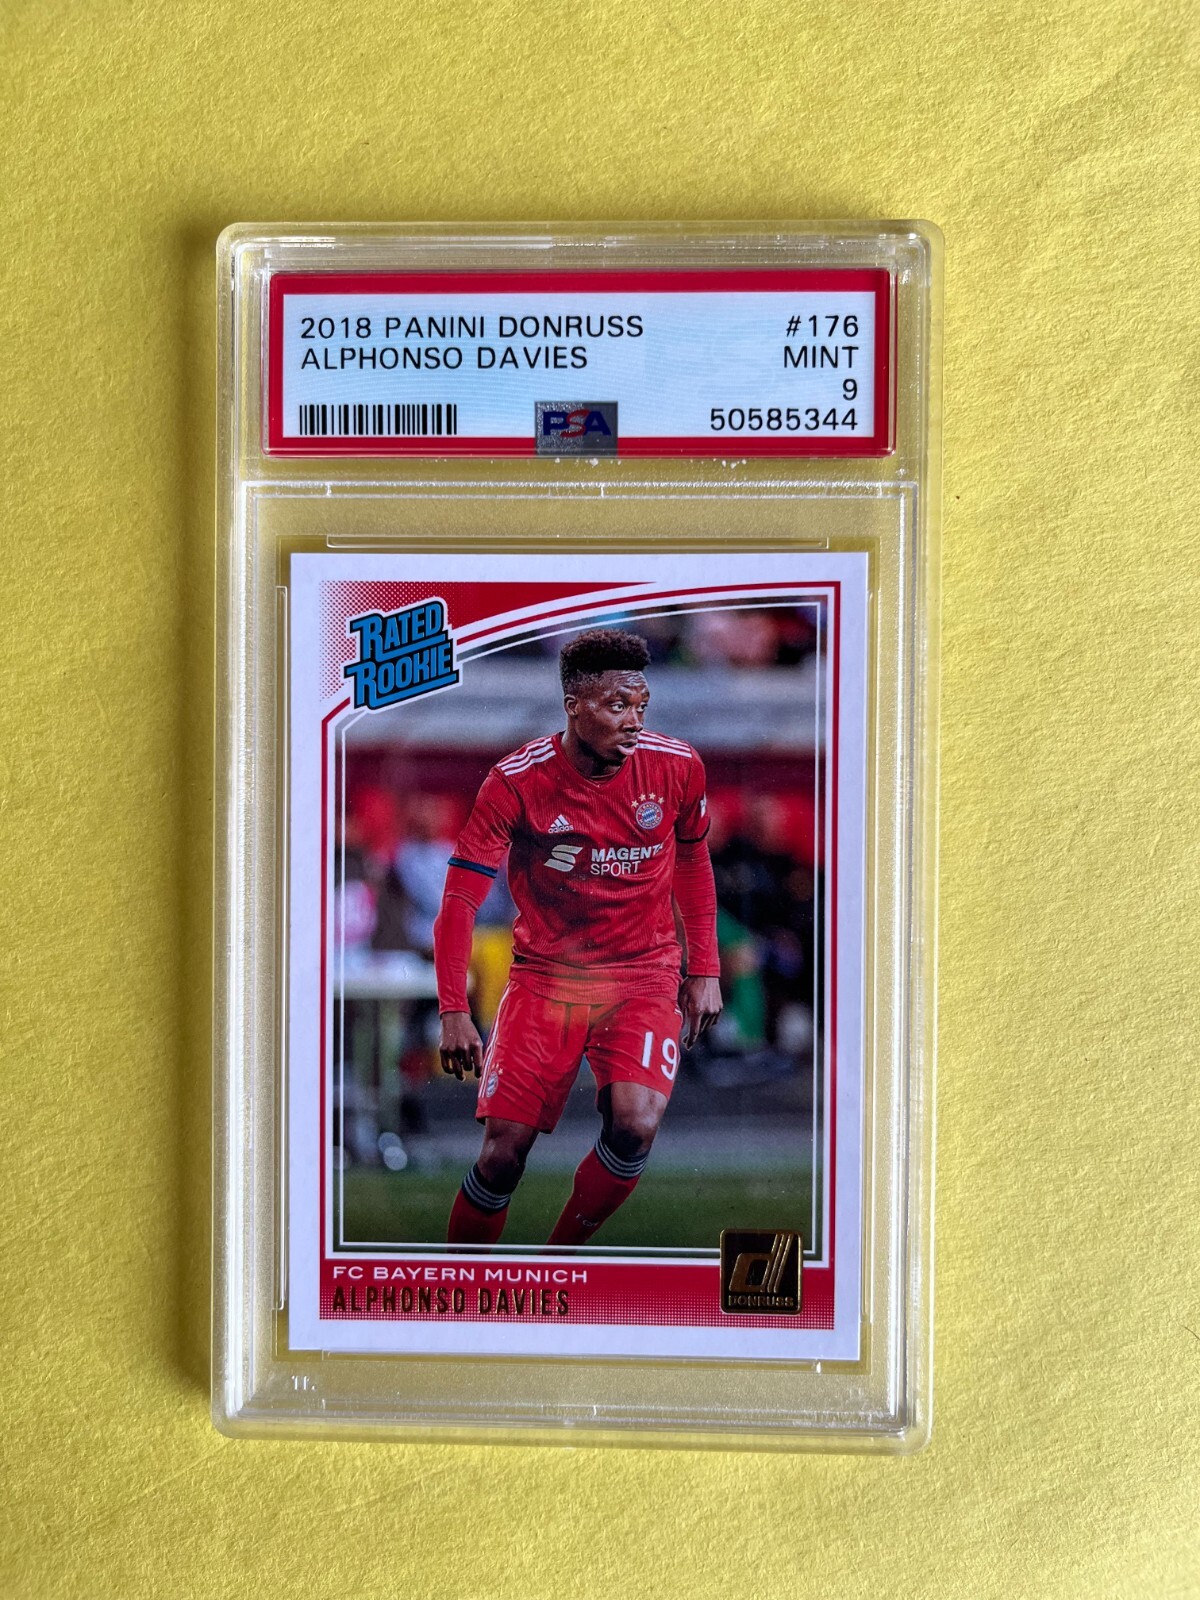 2018 PANINI DONRUSS #176
ALPHONSO DAVIES MINT
9
PSA 50585344
RATED
ROOKIE
adidas
MAGENT
SPORT
19
FC BAYERN MUNICH
ALPHONSO DAVIES
DONRUSS